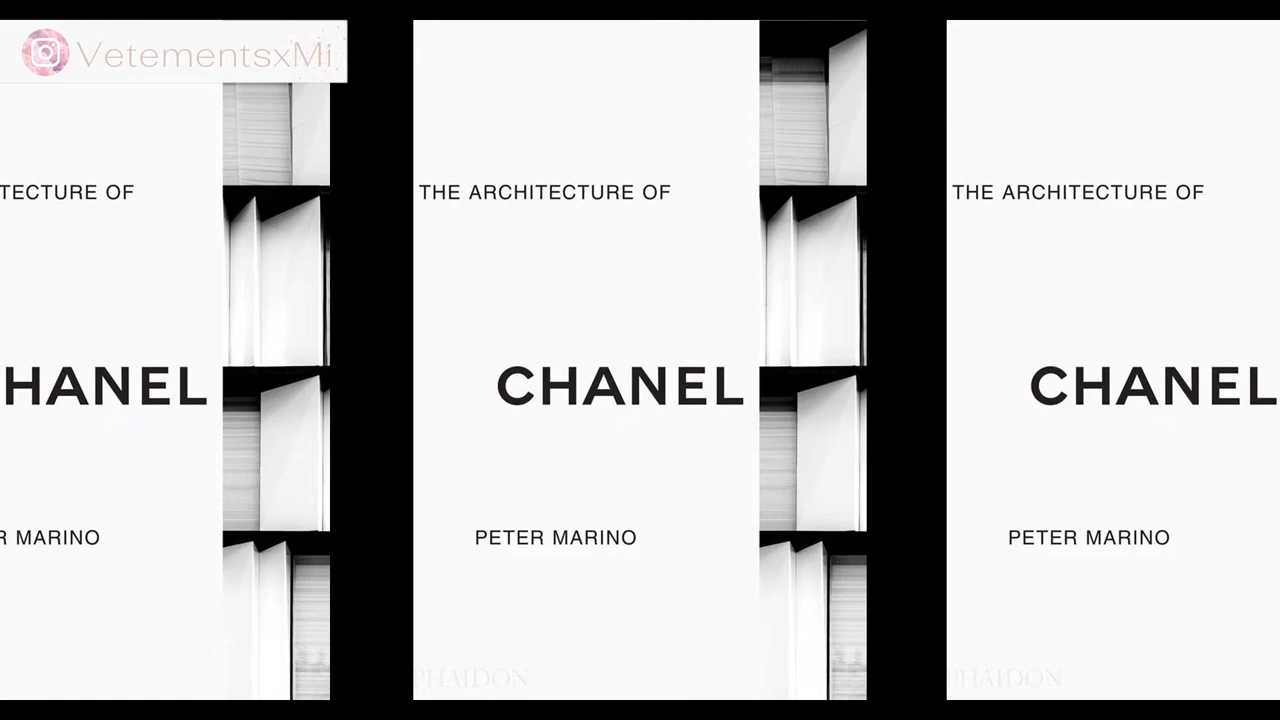 VetementsxMi
TECTURE OF
HANEL
R MARINO
THE ARCHITECTURE OF
CHANEL
PETER MARINO
PHAIDON
THE ARCHITECTURE OF
CHANEL
PETER MARINO
PHAIDON